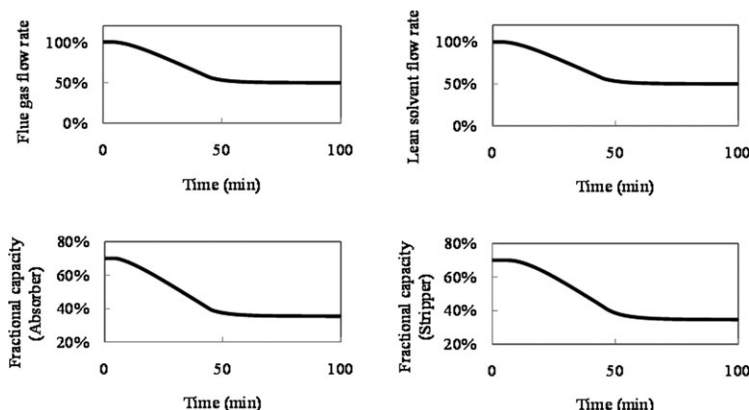 Flue gas flow rate
100%
50%
0%
0 50 100
Time (min)
Lean solvent flow rate
100%
50%
0%
0 50 100
Time (min)
Fractional capacity
(Absorber)
80%
60%
40%
20%
0 50 100
Time (min)
Fractional capacity
(Stripper)
80%
60%
40%
20%
0 50 100
Time (min)